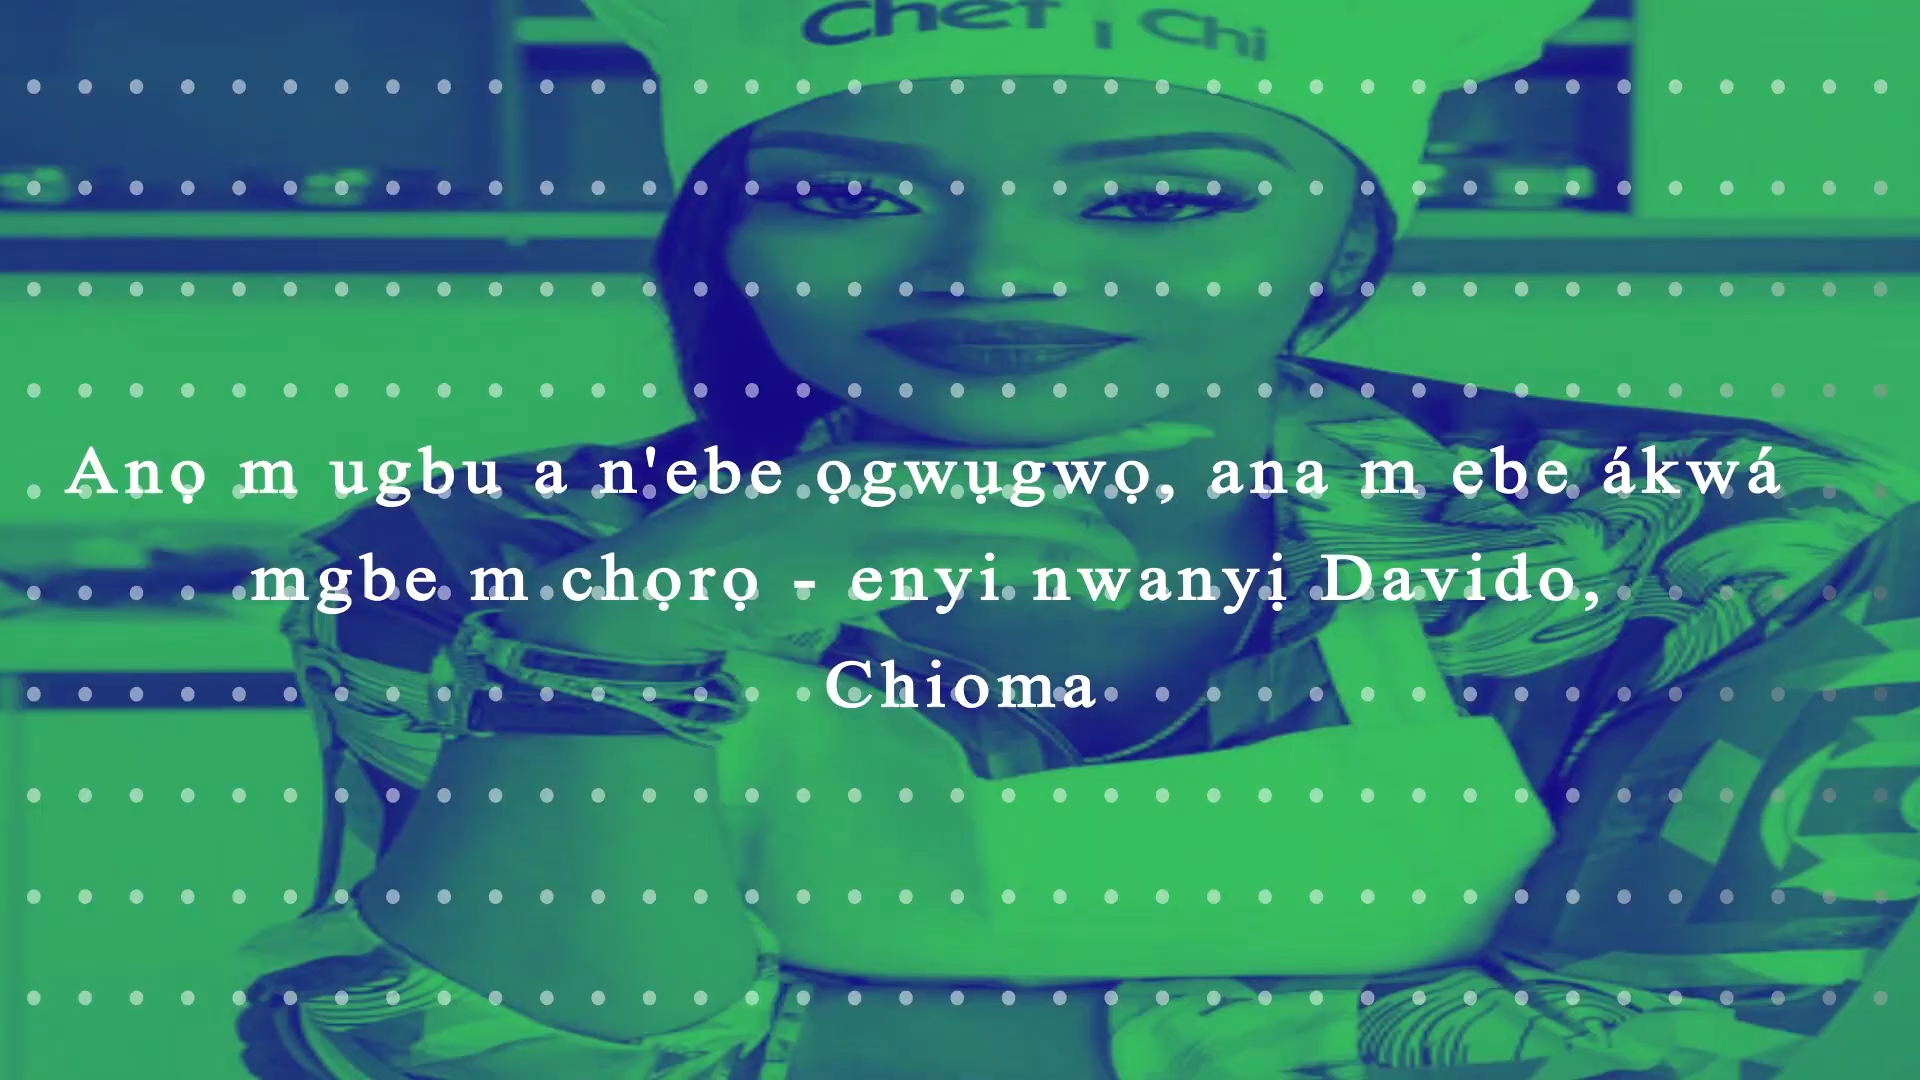 Chef Chi
Anọ m ugbu a n'ebe ọgwụgwọ, ana m ebe ákwá
mgbe m chọrọ - enyi nwanyị Davido,
Chioma